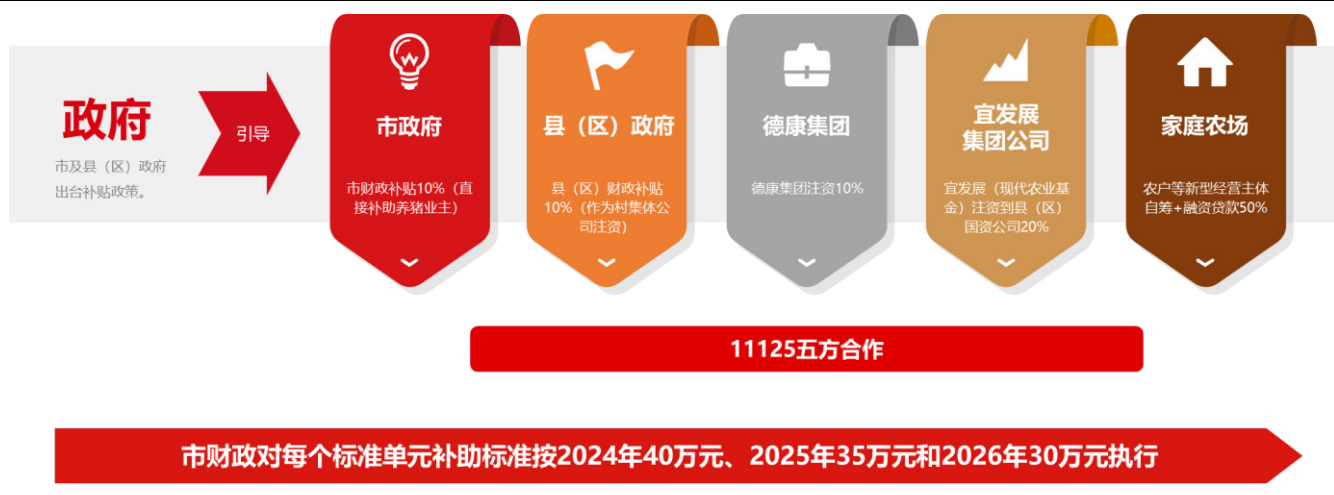 政府
市及县（区）政府
出台补贴政策。
引导
市政府
市财政补贴10%（直
接补助养猪业主）
县（区）政府
县（区）财政补贴
10%（作为村集体公
司注资）
德康集团
德康集团注资10%
宜发展
集团公司
宜发展（现代农业基
金）注资到县（区）
国资公司20%
家庭农场
农户等新型经营主体
自筹+融资贷款50%
11125五方合作
市财政对每个标准单元补助标准按2024年40万元、2025年35万元和2026年30万元执行